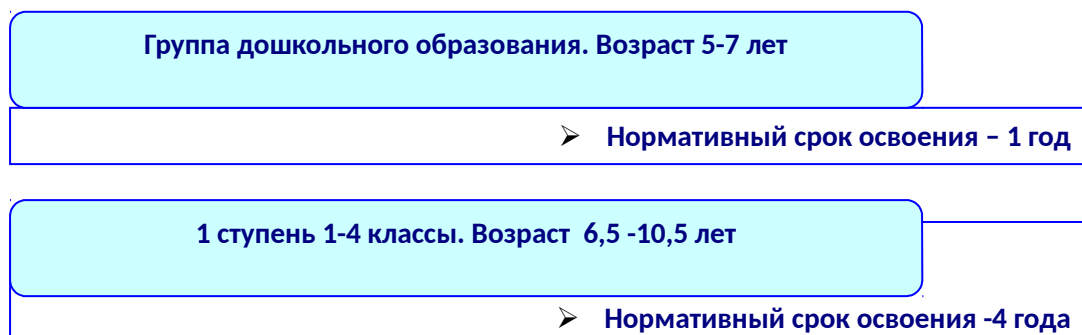 Группа дошкольного образования. Возраст 5-7 лет
➢ Нормативный срок освоения – 1 год
1 ступень 1-4 классы. Возраст 6,5 -10,5 лет
➢ Нормативный срок освоения -4 года